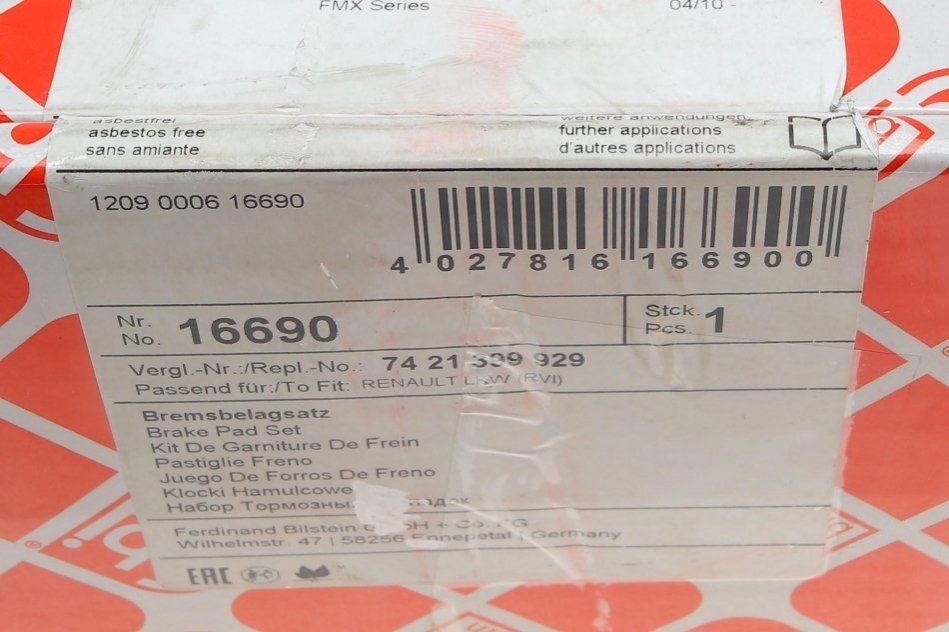 FMX Series 04/10 -
asbestfrei
asbestos free
sans amiante
weitere anwendungen
further applications
d'autres applications
1209 0006 16690
4 027816 166900
Nr.
No. 16690
Stck.
Pcs. 1
Vergl.-Nr.:/Repl.-No.: 74 21 399 929
Passend für:/To Fit: RENAULT LKW (RVI)
Bremsbelagsatz
Brake Pad Set
Kit De Garniture De Frein
Pastiglie Freno
Juego De Forros De Freno
Klocki Hamulcowe
Набор Тормозных
Ferdinand Bilstein GmbH + Co. KG
Wilhelmstr. 47 | 58256 Ennepetal | Germany
EAC